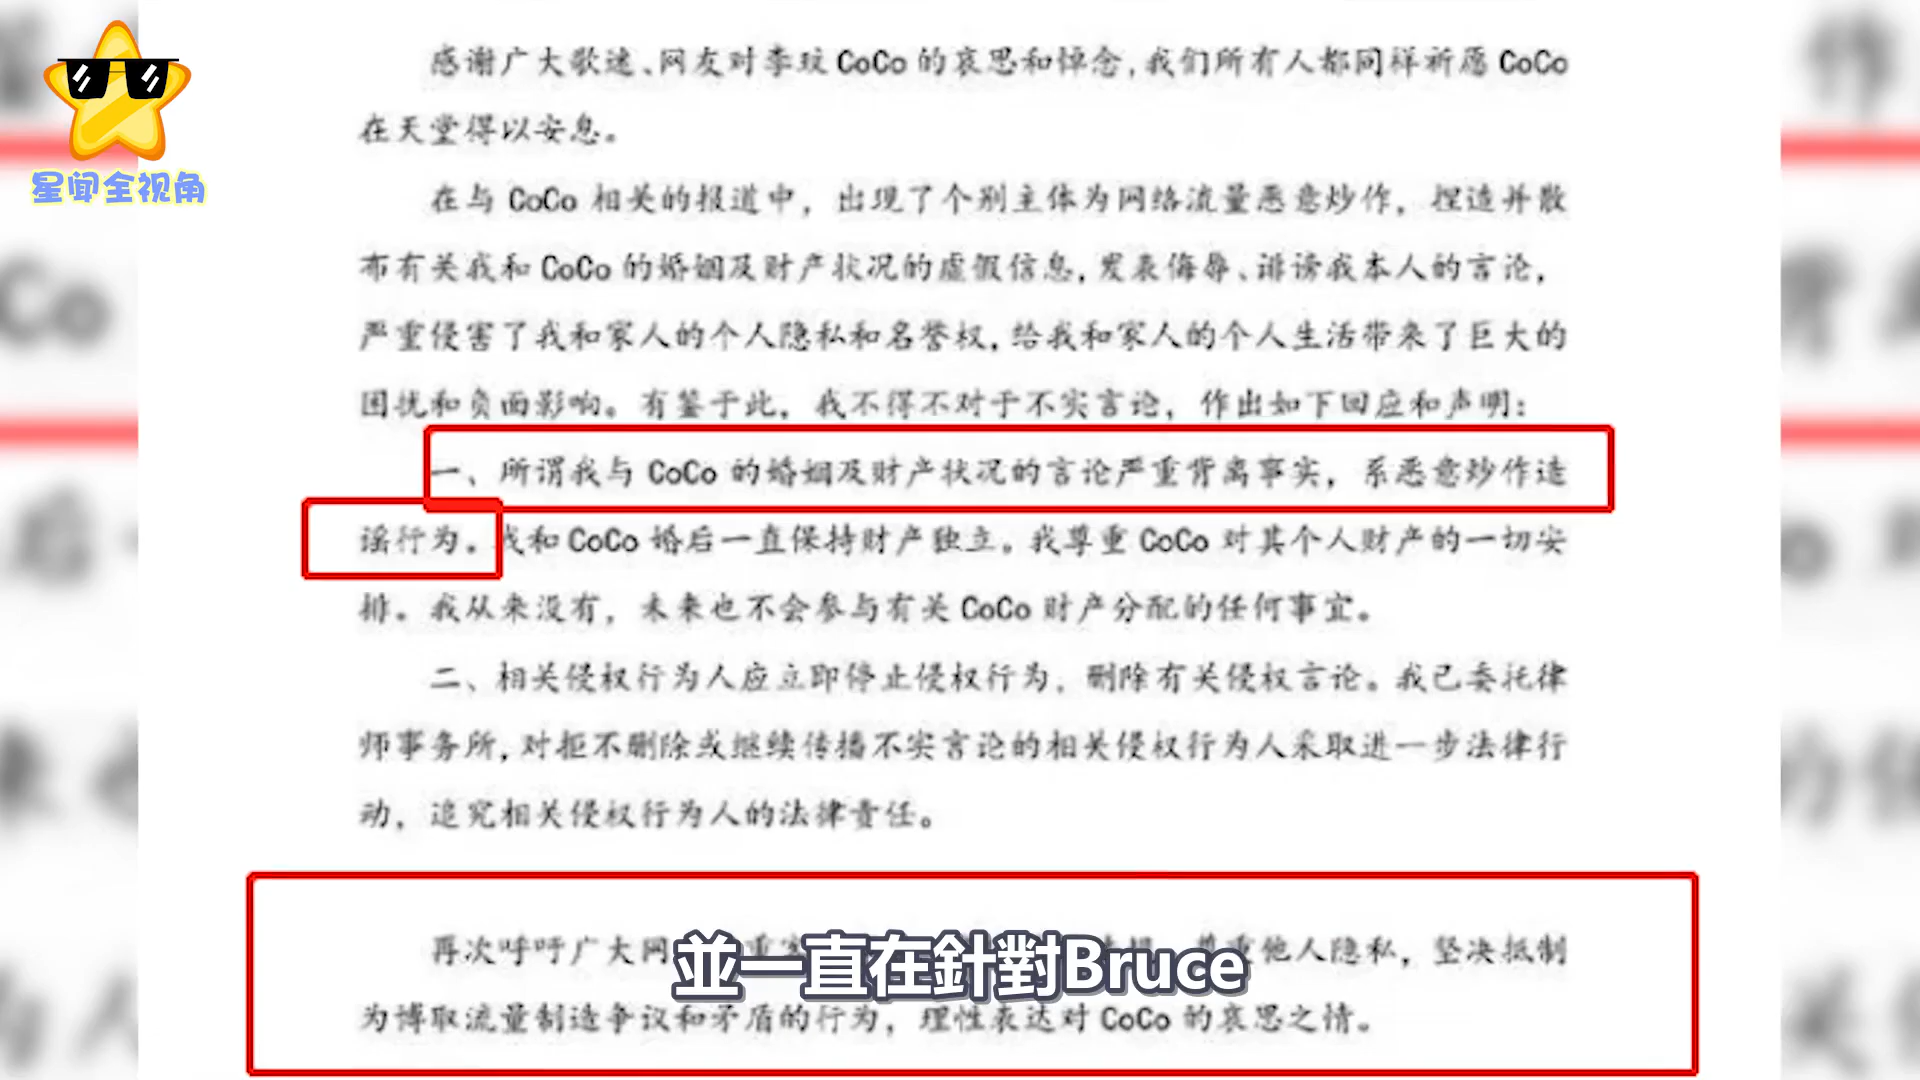 星闻全视角
感谢广大歌迷、网友对李玟CoCo的哀思和悼念,我们所有人都同样祈愿CoCo
在天堂得以安息。
在与CoCo相关的报道中，出现了个别主体为网络流量恶意炒作，捏造并散
布有关我和CoCo的婚姻及财产状况的虚假信息,发表侮辱、诽谤我本人的言论，
严重侵害了我和家人的个人隐私和名誉权,给我和家人的个人生活带来了巨大的
困扰和负面影响。有鉴于此，我不得不对于不实言论，作出如下回应和声明：
一、所谓我与CoCo的婚姻及财产状况的言论严重背离事实，系恶意炒作造
谣行为。我和CoCo婚后一直保持财产独立。我尊重CoCo对其个人财产的一切安
排。我从来没有，未来也不会参与有关CoCo财产分配的任何事宜。
二、相关侵权行为人应立即停止侵权行为，删除有关侵权言论。我已委托律
师事务所,对拒不删除或继续传播不实言论的相关侵权行为人采取进一步法律行
动，追究相关侵权行为人的法律责任。
再次呼吁广大网 重他人隐私，坚决抵制
並一直在針對Bruce
为博取流量制造争议和矛盾的行为，理性表达对CoCo的哀思之情。